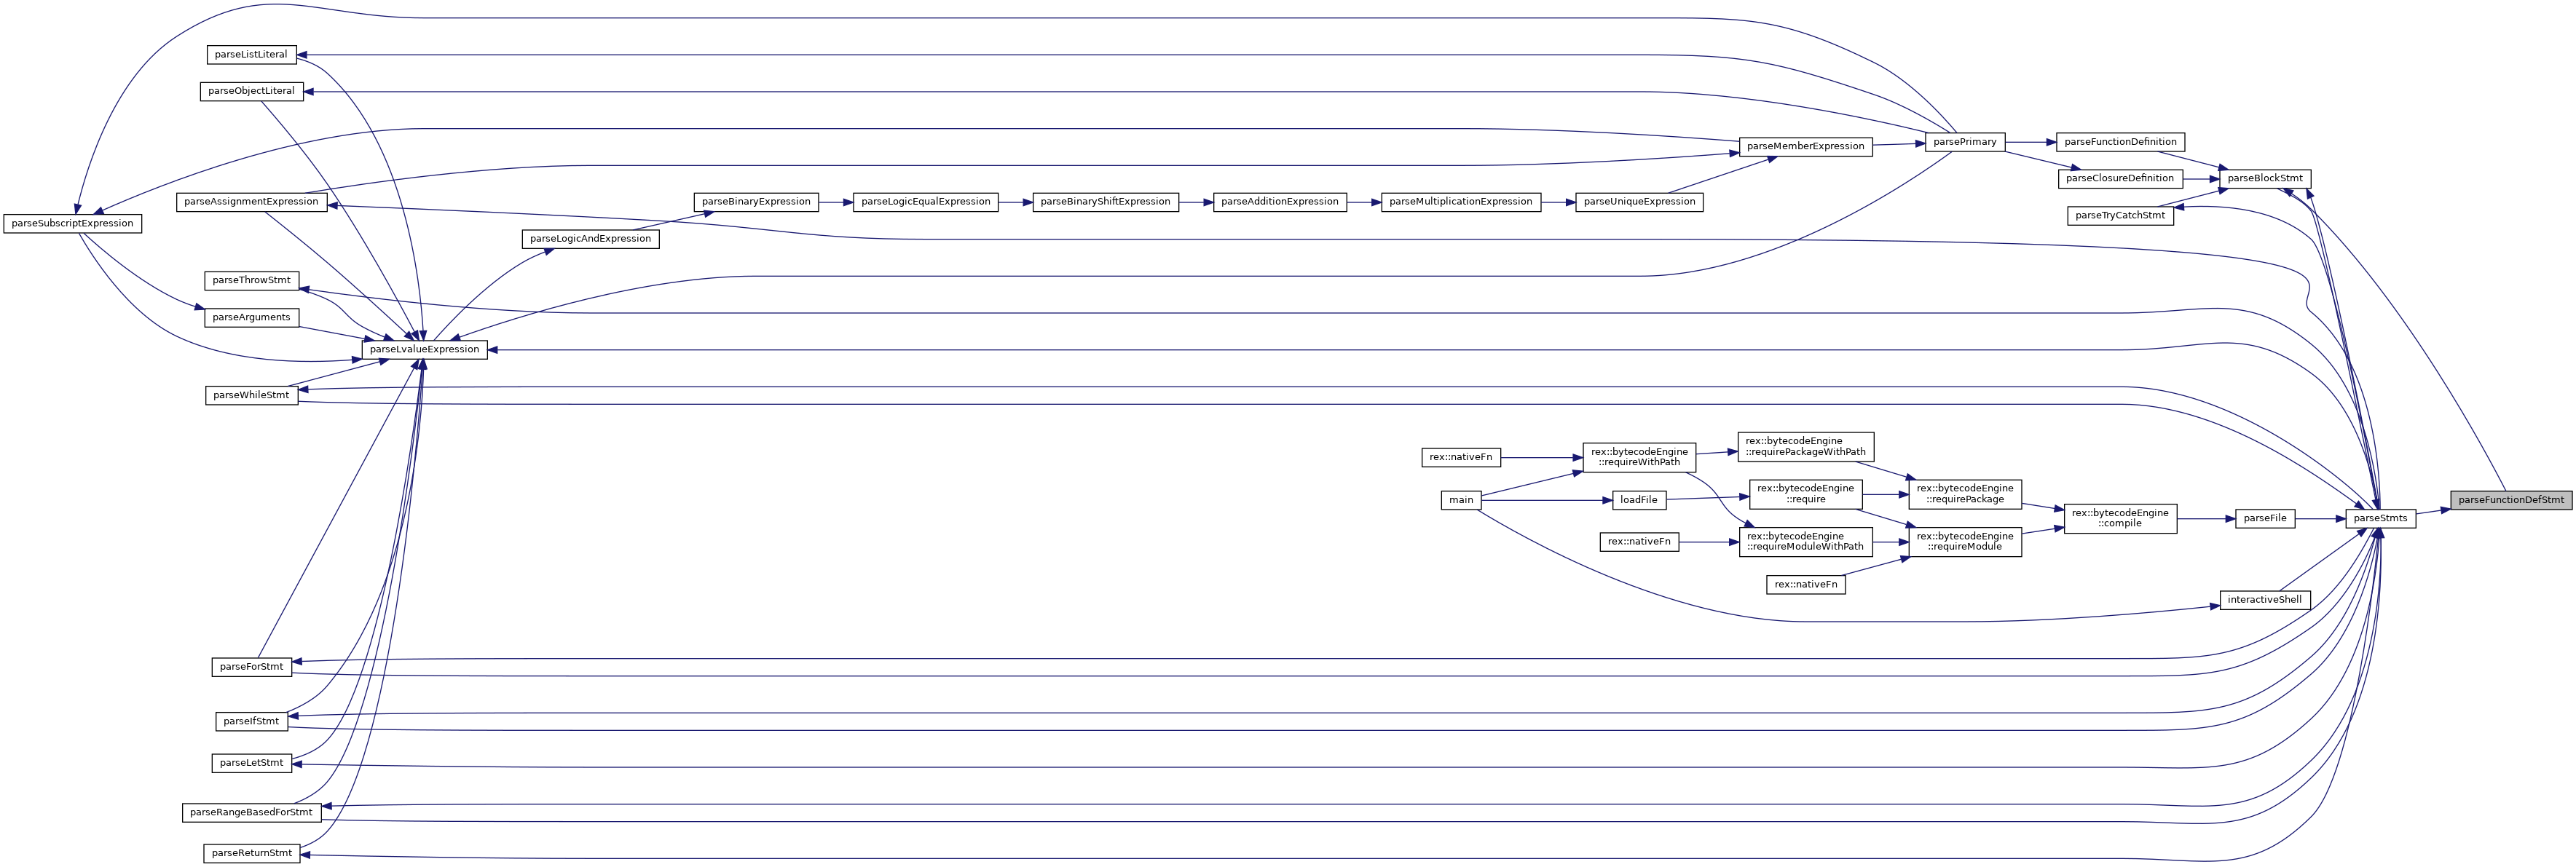 parseListLiteral
parseObjectLiteral
parseAssignmentExpression
parseSubscriptExpression
parseThrowStmt
parseArguments
parseLvalueExpression
parseWhileStmt
parseForStmt
parseIfStmt
parseLetStmt
parseRangeBasedForStmt
parseReturnStmt
parseLogicAndExpression
parseBinaryExpression
parseLogicEqualExpression
parseBinaryShiftExpression
parseAdditionExpression
parseMultiplicationExpression
parseUniqueExpression
parseMemberExpression
parsePrimary
parseFunctionDefinition
parseClosureDefinition
parseTryCatchStmt
parseBlockStmt
rex::nativeFn
main
rex::bytecodeEngine
::requireWithPath
loadFile
rex::nativeFn
rex::bytecodeEngine
::requirePackageWithPath
rex::bytecodeEngine
::require
rex::bytecodeEngine
::requireModuleWithPath
rex::nativeFn
rex::bytecodeEngine
::requirePackage
rex::bytecodeEngine
::requireModule
rex::bytecodeEngine
::compile
parseFile
interactiveShell
parseStmts
parseFunctionDefStmt